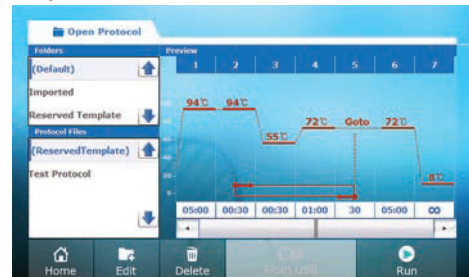 Open Protocol
Folders
Preview
(Default)
Imported
Reserved Template
Protocol Files
(ReservedTemplate)
Test Protocol
1 2 3 4 5 6 7
94℃ 94℃ 55℃ 72℃ Goto 72℃ 8℃
05:00 00:30 00:30 01:00 30 05:00 ∞
Home Edit Delete From USB Run